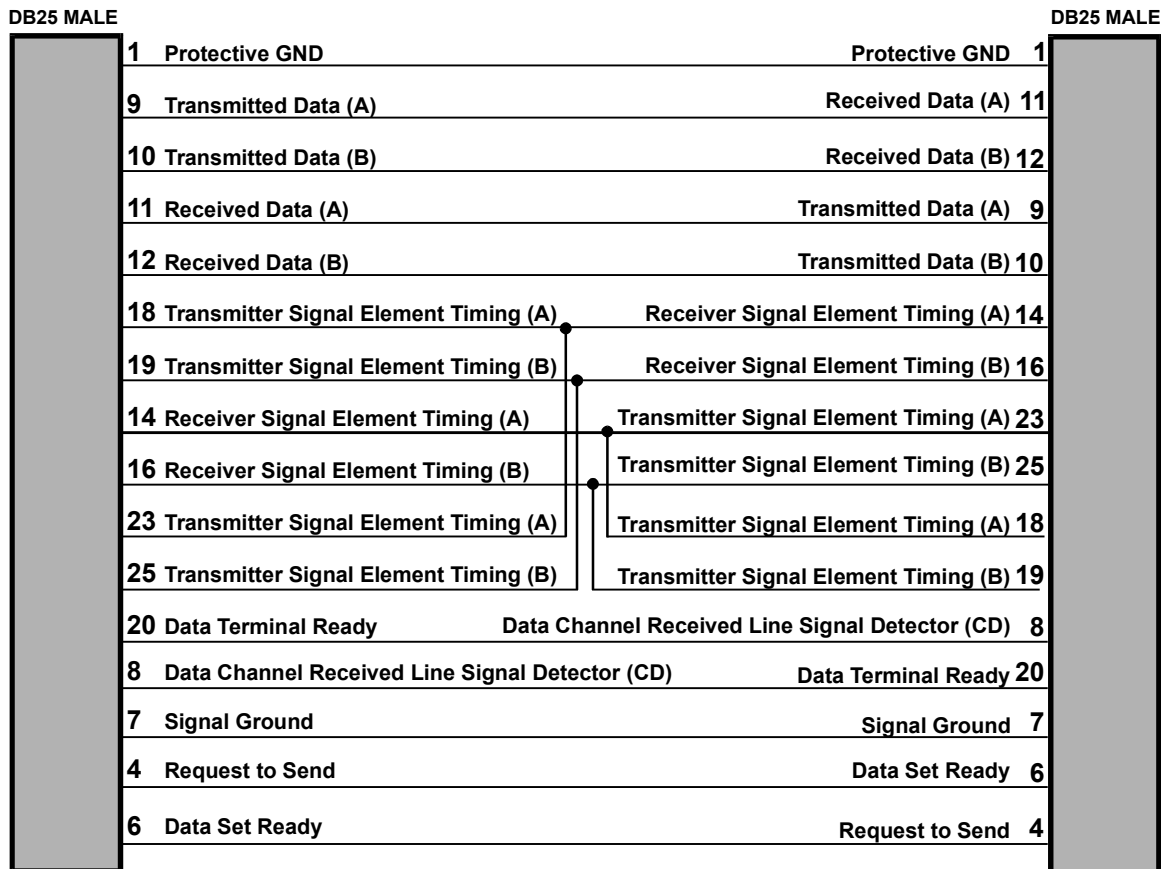 DB25 MALE DB25 MALE
1 Protective GND Protective GND 1
9 Transmitted Data (A) Received Data (A) 11
10 Transmitted Data (B) Received Data (B) 12
11 Received Data (A) Transmitted Data (A) 9
12 Received Data (B) Transmitted Data (B) 10
18 Transmitter Signal Element Timing (A) Receiver Signal Element Timing (A) 14
19 Transmitter Signal Element Timing (B) Receiver Signal Element Timing (B) 16
14 Receiver Signal Element Timing (A) Transmitter Signal Element Timing (A) 23
16 Receiver Signal Element Timing (B) Transmitter Signal Element Timing (B) 25
23 Transmitter Signal Element Timing (A) Transmitter Signal Element Timing (A) 18
25 Transmitter Signal Element Timing (B) Transmitter Signal Element Timing (B) 19
20 Data Terminal Ready Data Channel Received Line Signal Detector (CD) 8
8 Data Channel Received Line Signal Detector (CD) Data Terminal Ready 20
7 Signal Ground Signal Ground 7
4 Request to Send Data Set Ready 6
6 Data Set Ready Request to Send 4